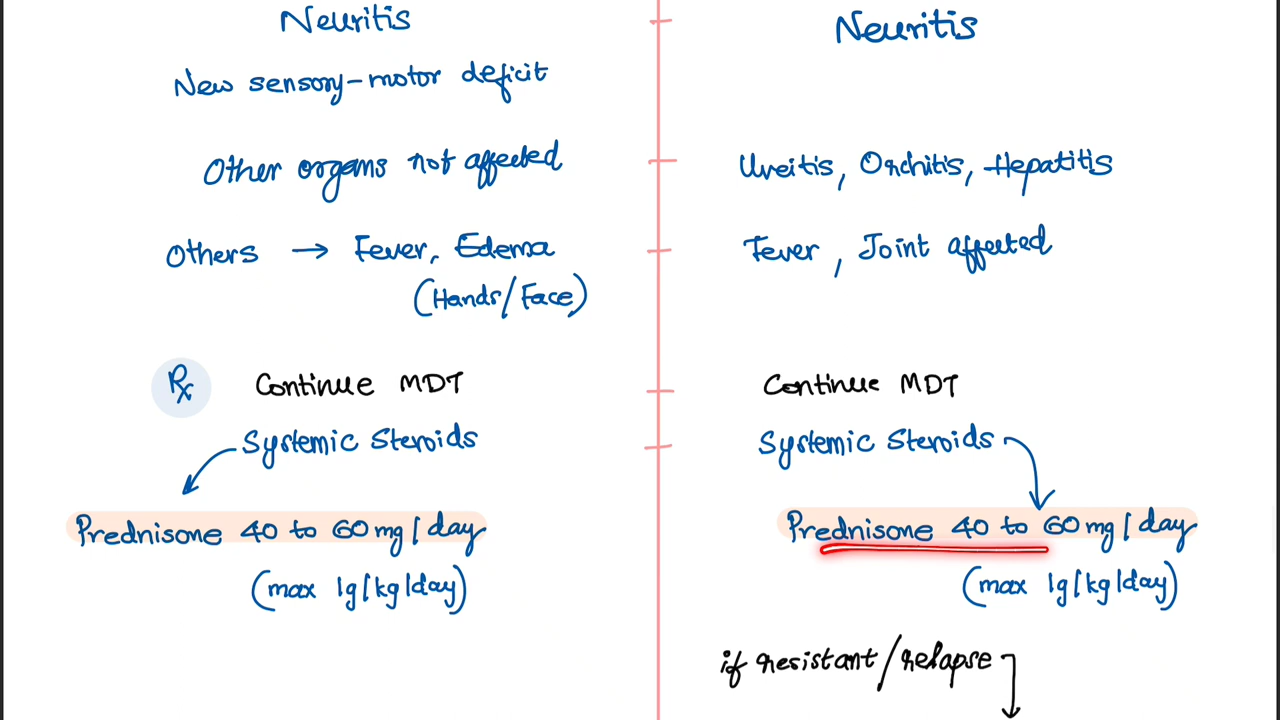 Neuritis
New sensory-motor deficit
Other organs not affected
Others → Fever, Edema
(Hands/Face)
Rx Continue MDT
Systemic Steroids
Prednisone 40 to 60 mg/day
(max 1g/kg/day)
Neuritis
Uveitis, Orchitis, Hepatitis
Fever, Joint affected
Continue MDT
Systemic Steroids
Prednisone 40 to 60 mg/day
(max 1g/kg/day)
if resistant/relapse